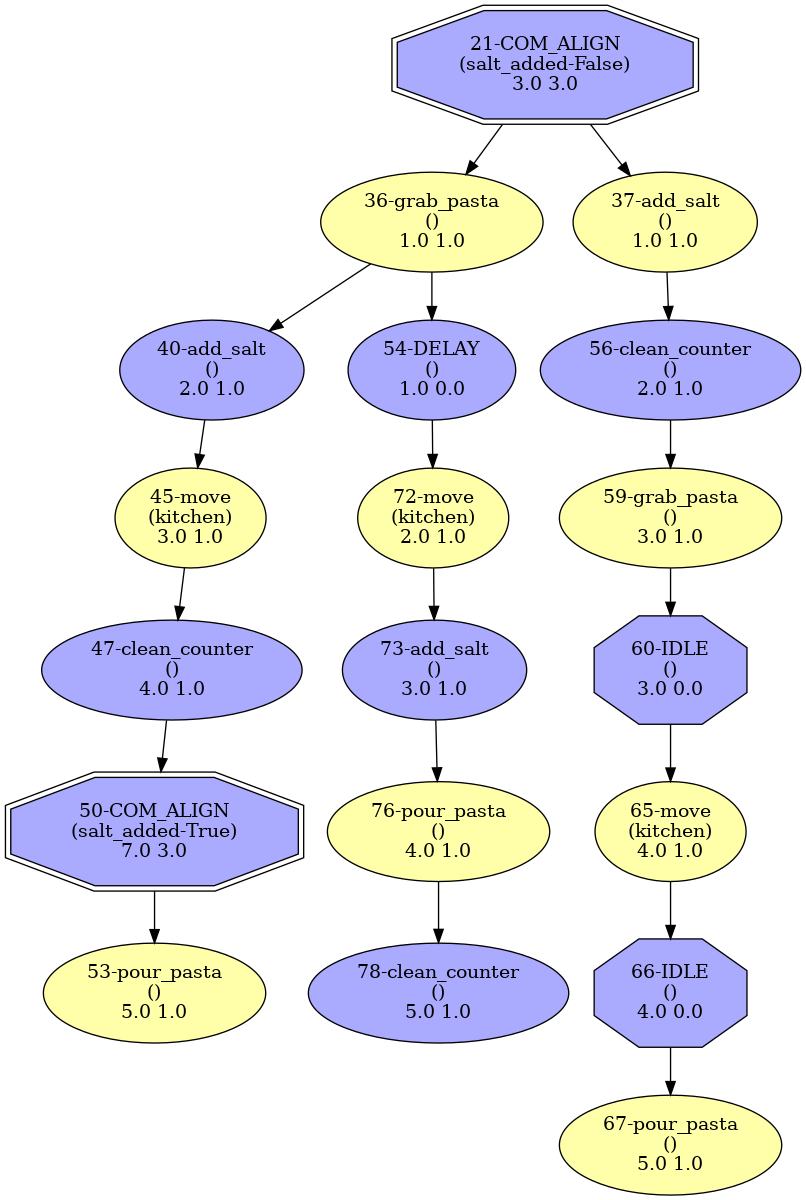 21-COM_ALIGN
(salt_added-False)
3.0 3.0
36-grab_pasta
()
1.0 1.0
37-add_salt
()
1.0 1.0
40-add_salt
()
2.0 1.0
54-DELAY
()
1.0 0.0
56-clean_counter
()
2.0 1.0
45-move
(kitchen)
3.0 1.0
72-move
(kitchen)
2.0 1.0
59-grab_pasta
()
3.0 1.0
47-clean_counter
()
4.0 1.0
73-add_salt
()
3.0 1.0
60-IDLE
()
3.0 0.0
50-COM_ALIGN
(salt_added-True)
7.0 3.0
76-pour_pasta
()
4.0 1.0
65-move
(kitchen)
4.0 1.0
53-pour_pasta
()
5.0 1.0
78-clean_counter
()
5.0 1.0
66-IDLE
()
4.0 0.0
67-pour_pasta
()
5.0 1.0